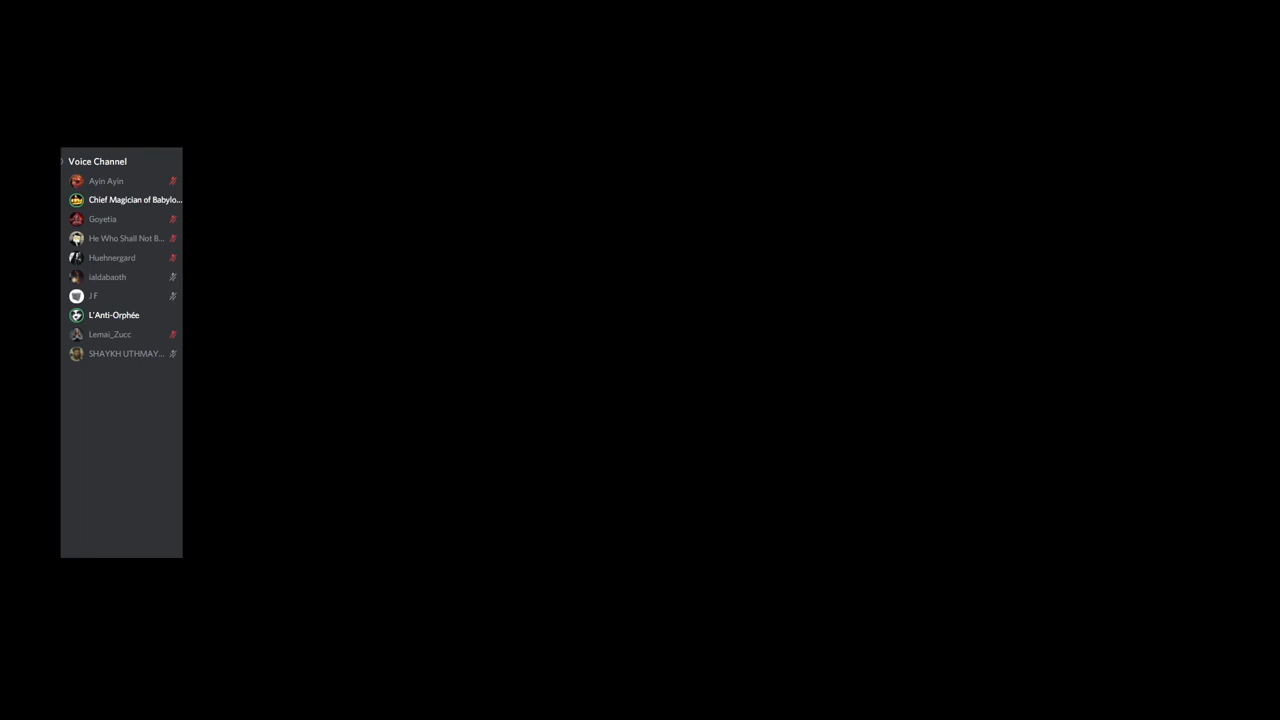 Voice Channel
Ayin Ayin
Chief Magician of Babylo...
Goyetia
He Who Shall Not B...
Huehnergard
ialdabaoth
J F
L'Anti-Orphée
Lemai_Zucc
SHAYKH UTHMAY...